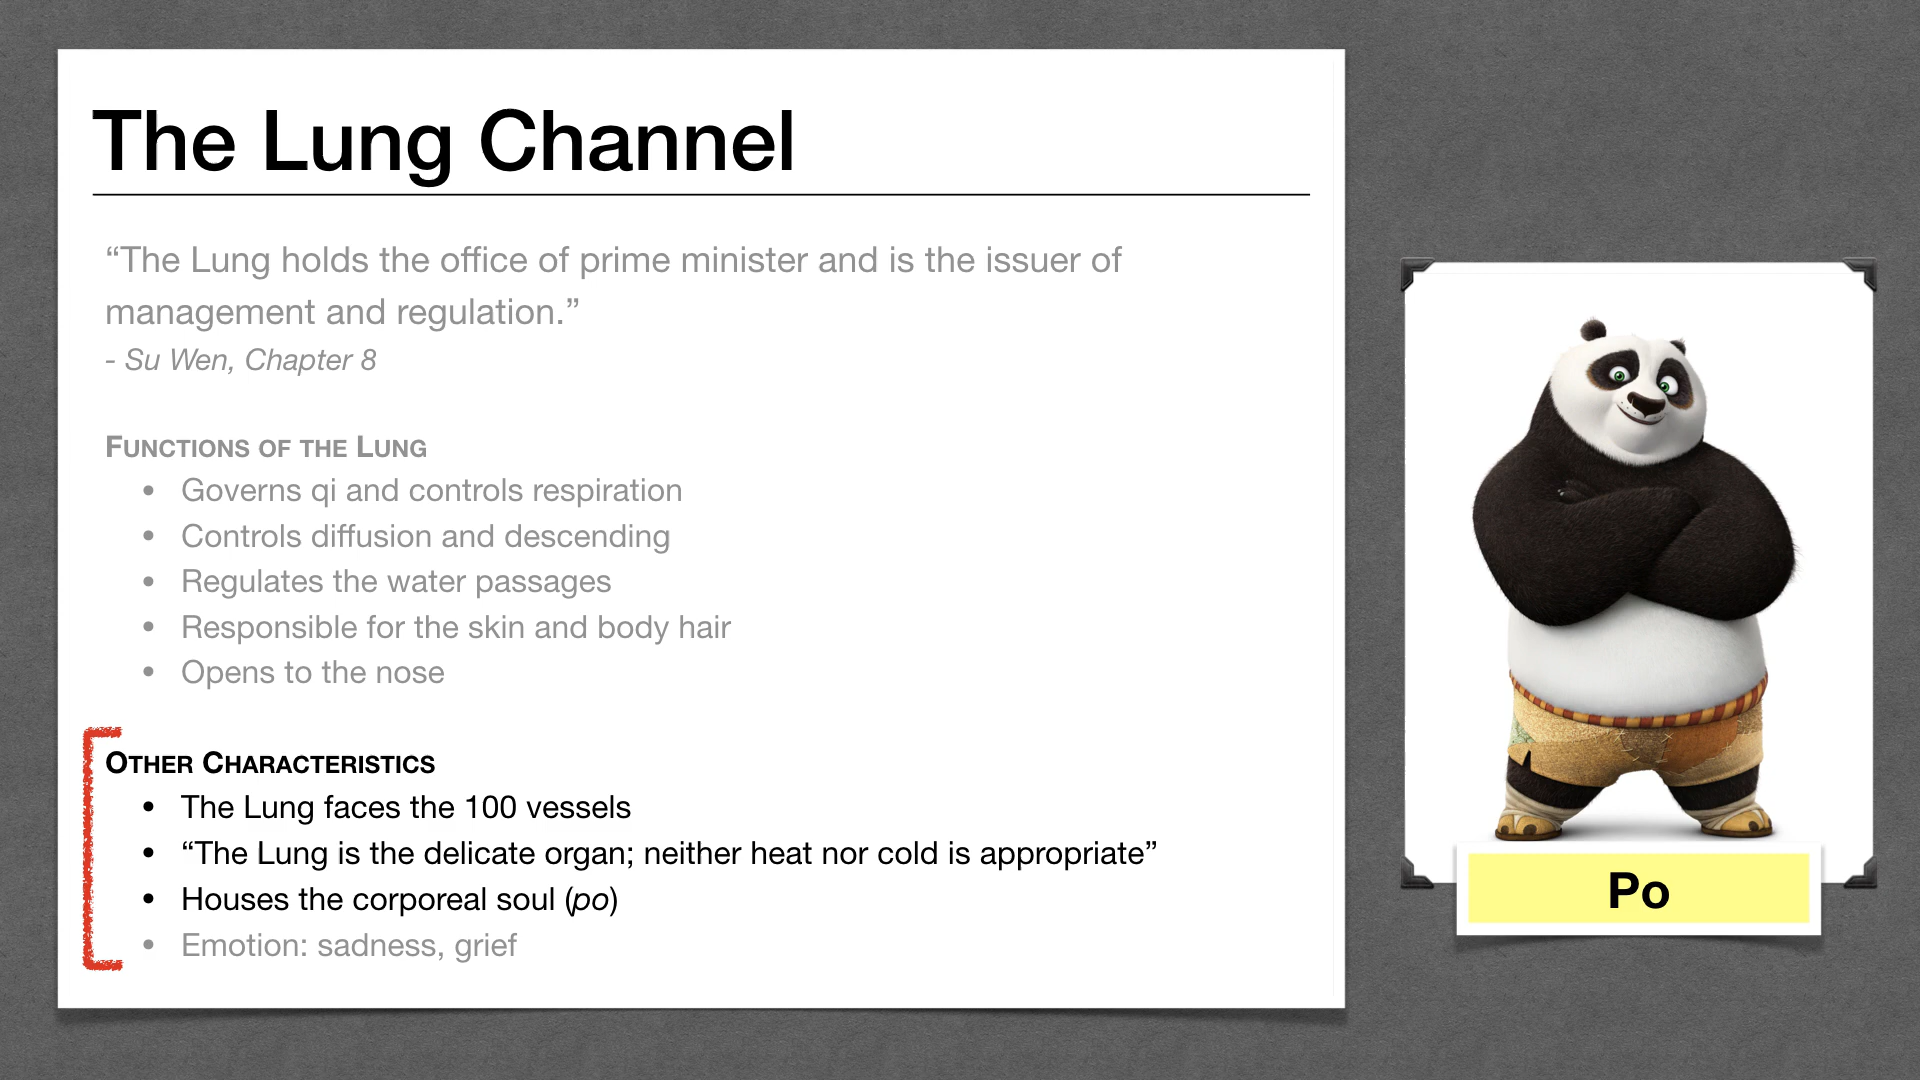 The Lung Channel
“The Lung holds the office of prime minister and is the issuer of
management and regulation.”
- Su Wen, Chapter 8
FUNCTIONS OF THE LUNG
• Governs qi and controls respiration
• Controls diffusion and descending
• Regulates the water passages
• Responsible for the skin and body hair
• Opens to the nose
OTHER CHARACTERISTICS
• The Lung faces the 100 vessels
• “The Lung is the delicate organ; neither heat nor cold is appropriate”
• Houses the corporeal soul (po)
• Emotion: sadness, grief
Po